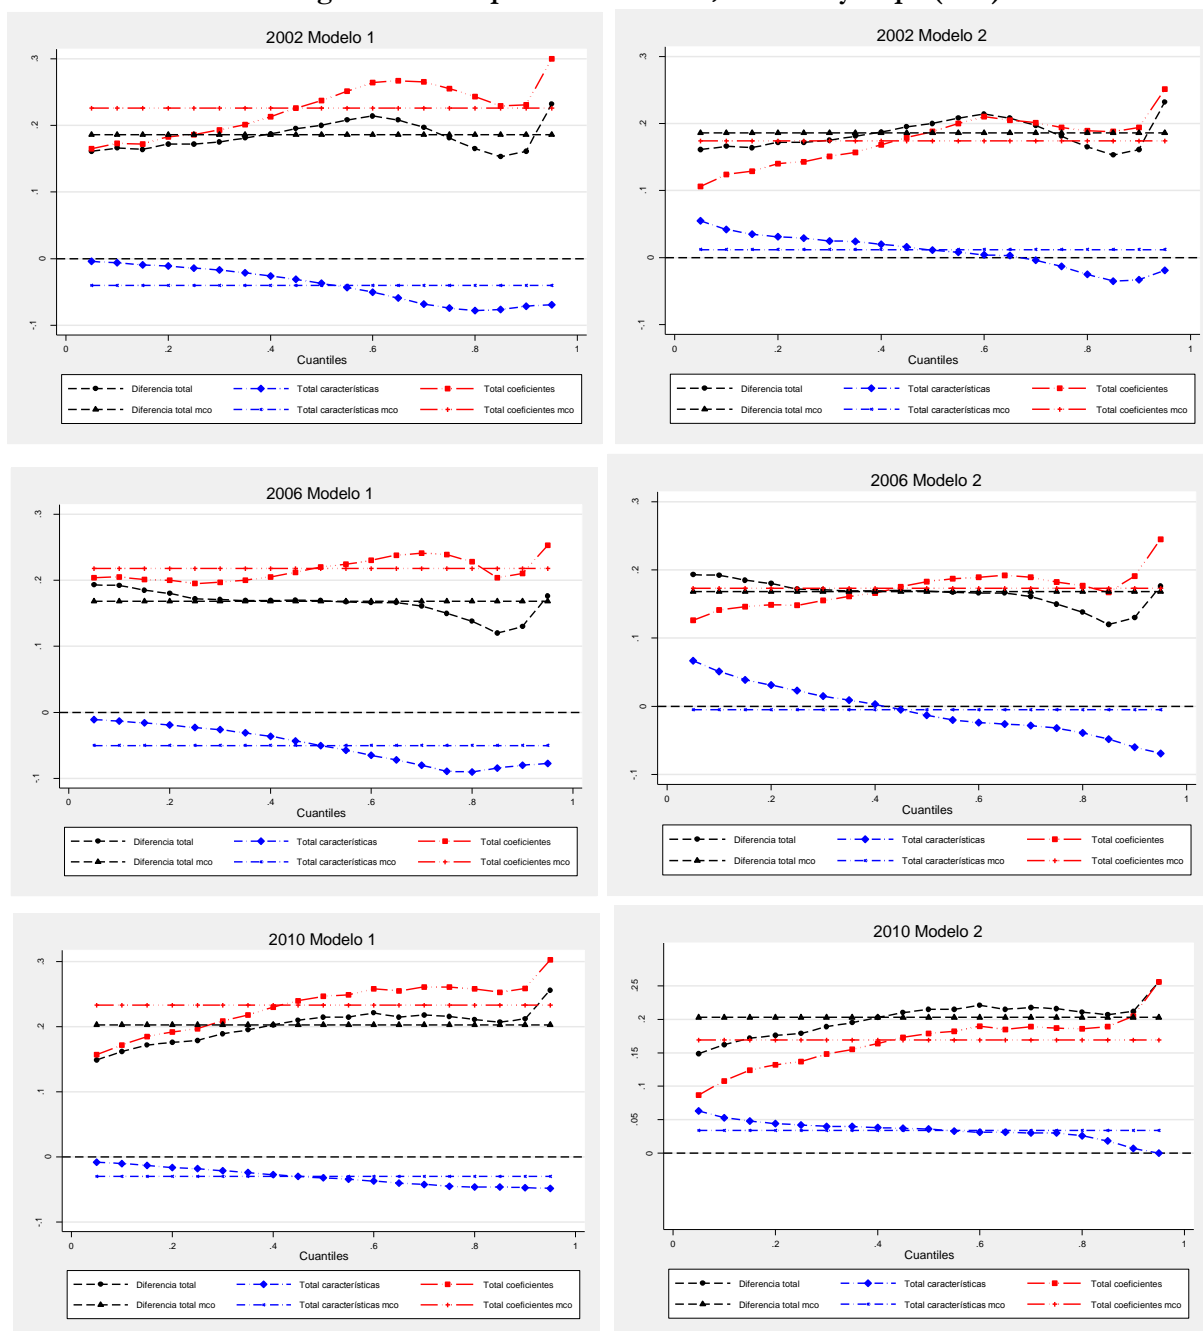 2002 Modelo 1
.3
.2
.1
0
-.1
0 .2 .4 .6 .8 1
Cuantiles
Diferencia total Total características Total coeficientes
Diferencia total mco Total características mco Total coeficientes mco
2002 Modelo 2
.3
.2
.1
0
-.1
0 .2 .4 .6 .8 1
Cuantiles
Diferencia total Total características Total coeficientes
Diferencia total mco Total características mco Total coeficientes mco
2006 Modelo 1
.3
.2
.1
0
-.1
0 .2 .4 .6 .8 1
Cuantiles
Diferencia total Total características Total coeficientes
Diferencia total mco Total características mco Total coeficientes mco
2006 Modelo 2
.3
.2
.1
0
-.1
0 .2 .4 .6 .8 1
Cuantiles
Diferencia total Total características Total coeficientes
Diferencia total mco Total características mco Total coeficientes mco
2010 Modelo 1
.3
.2
.1
0
-.1
0 .2 .4 .6 .8 1
Cuantiles
Diferencia total Total características Total coeficientes
Diferencia total mco Total características mco Total coeficientes mco
2010 Modelo 2
.25
.2
.15
.1
.05
0
0 .2 .4 .6 .8 1
Cuantiles
Diferencia total Total características Total coeficientes
Diferencia total mco Total características mco Total coeficientes mco